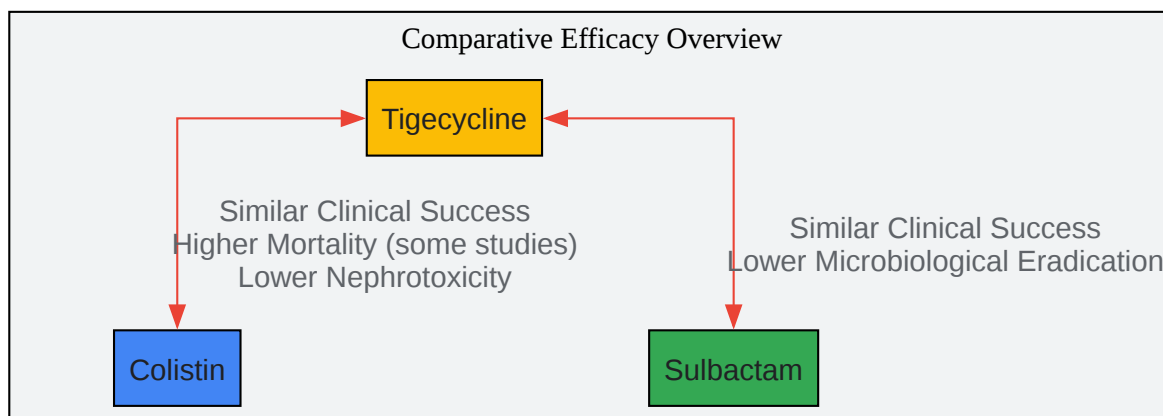 Comparative Efficacy Overview
Tigecycline
Similar Clinical Success
Higher Mortality (some studies)
Lower Nephrotoxicity
Similar Clinical Success
Lower Microbiological Eradication
Colistin
Sulbactam